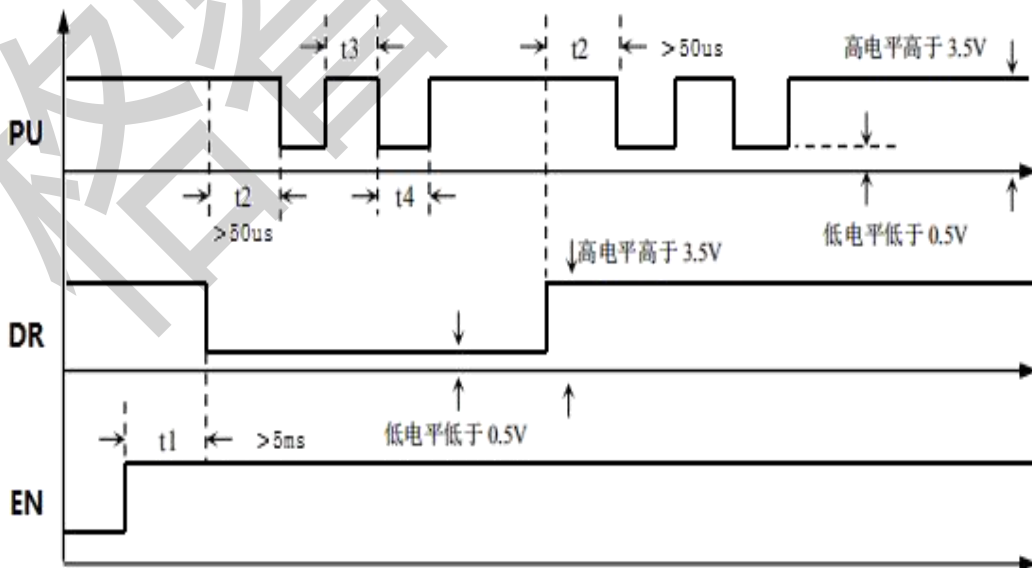 t3
t2
>50us
高电平高于 3.5V
PU
t2
t4
>50us
低电平低于 0.5V
高电平高于 3.5V
DR
t1
>5ms
低电平低于 0.5V
EN